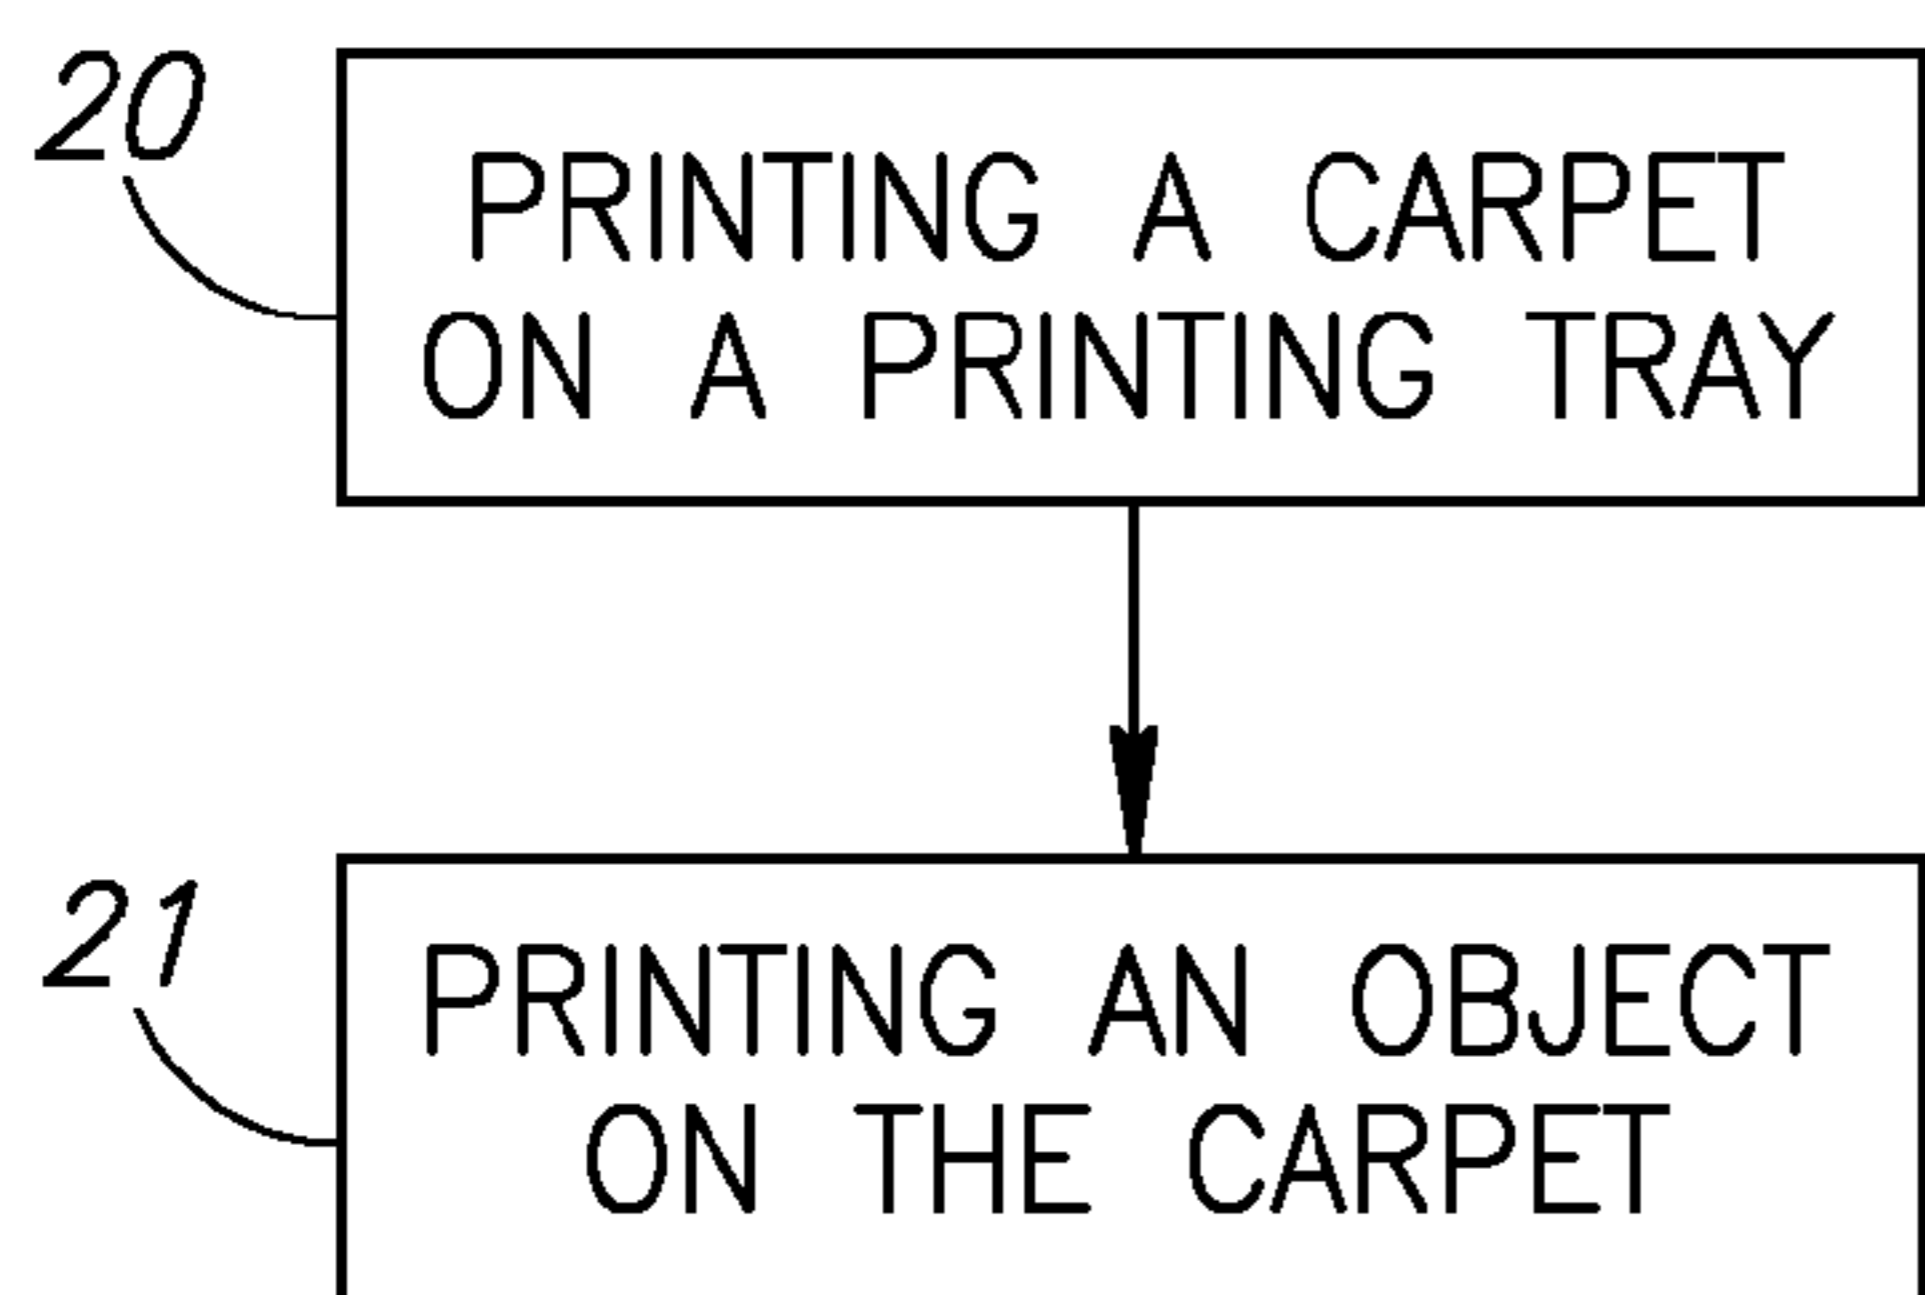 20
PRINTING A CARPET
ON A PRINTING TRAY
21
PRINTING AN OBJECT
ON THE CARPET